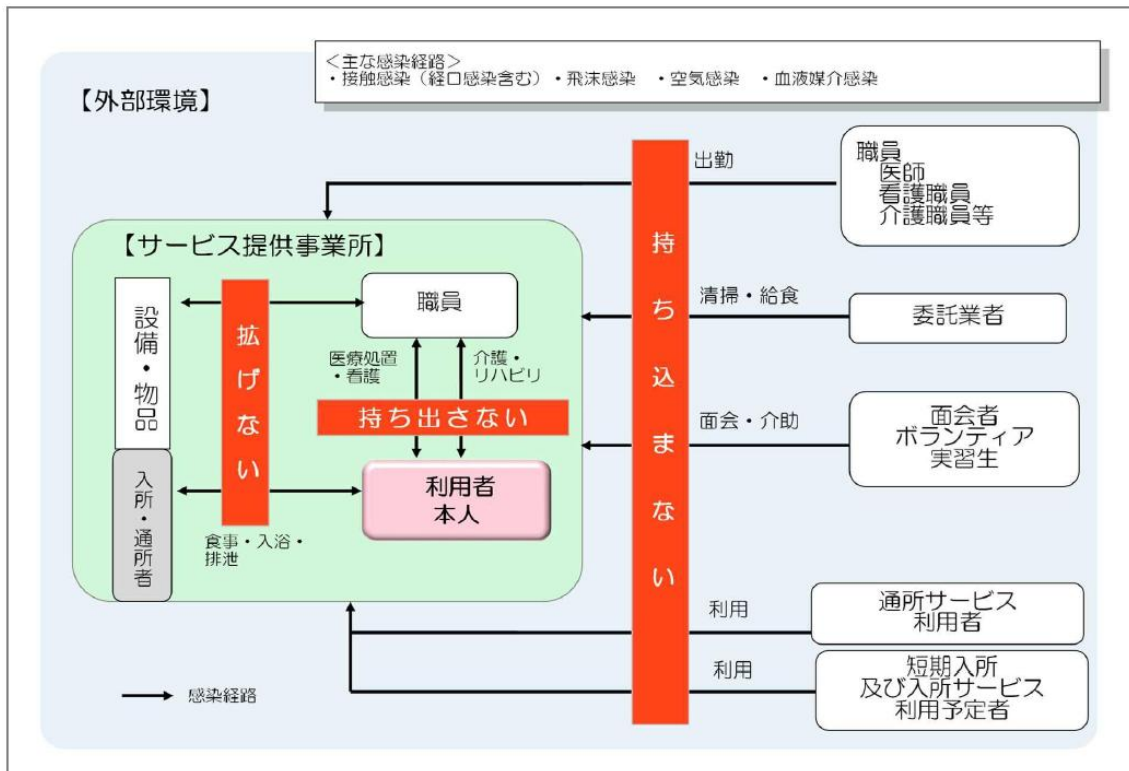 ＜主な感染経路＞
・接触感染（経口感染含む）・飛沫感染　・空気感染　・血液媒介感染
【外部環境】
出勤
職員
医師
看護職員
介護職員等
持ち込まない
【サービス提供事業所】
設備・物品
拡げない
職員
清掃・給食
委託業者
医療処置
・看護
介護・
リハビリ
持ち出さない
面会・介助
面会者
ボランティア
実習生
入所・通所者
利用者
本人
食事・入浴・
排泄
利用
通所サービス
利用者
利用
短期入所
及び入所サービス
利用予定者
感染経路